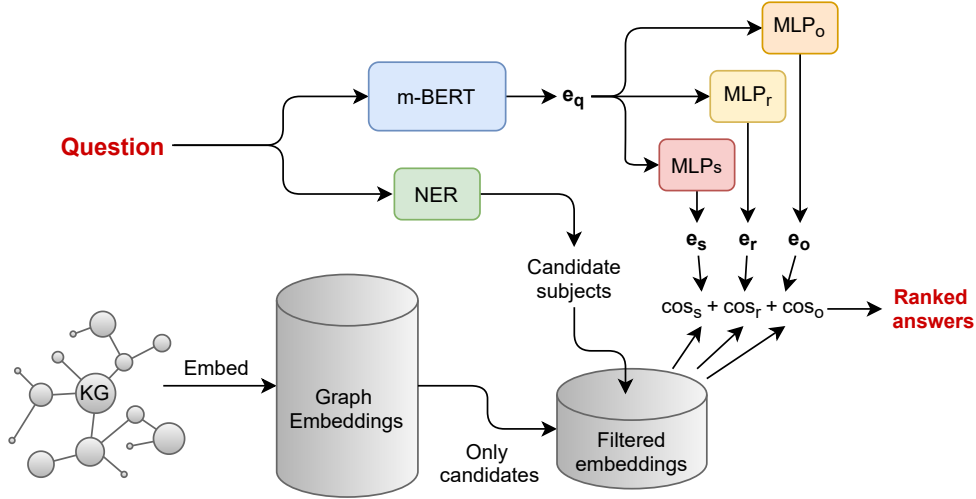 MLPo
m-BERT
eq
MLPr
Question
MLPs
NER
es
er
eo
Candidate
subjects
coss + cosr + coso
Ranked
answers
Embed
KG
Graph
Embeddings
Only
candidates
Filtered
embeddings